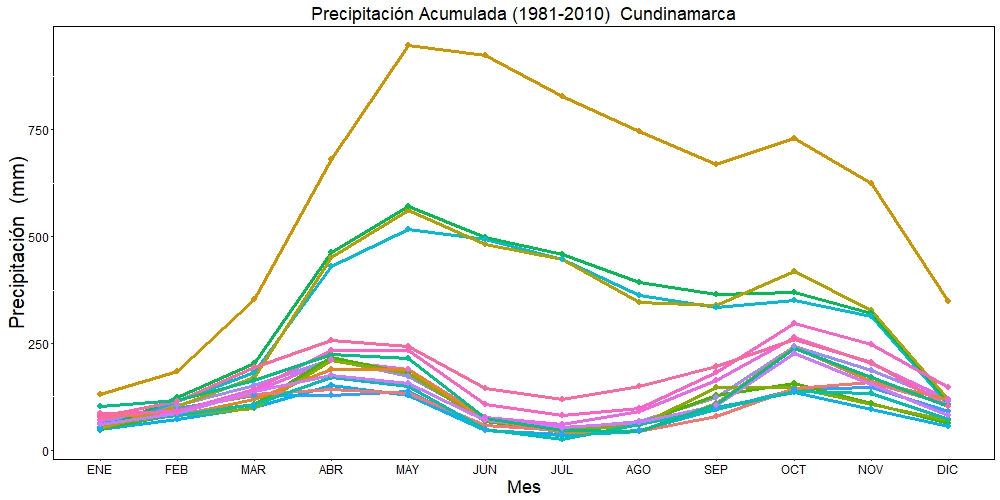 Precipitación Acumulada (1981-2010) Cundinamarca
Precipitación (mm)
750
500
250
0
ENE FEB MAR ABR MAY JUN JUL AGO SEP OCT NOV DIC
Mes